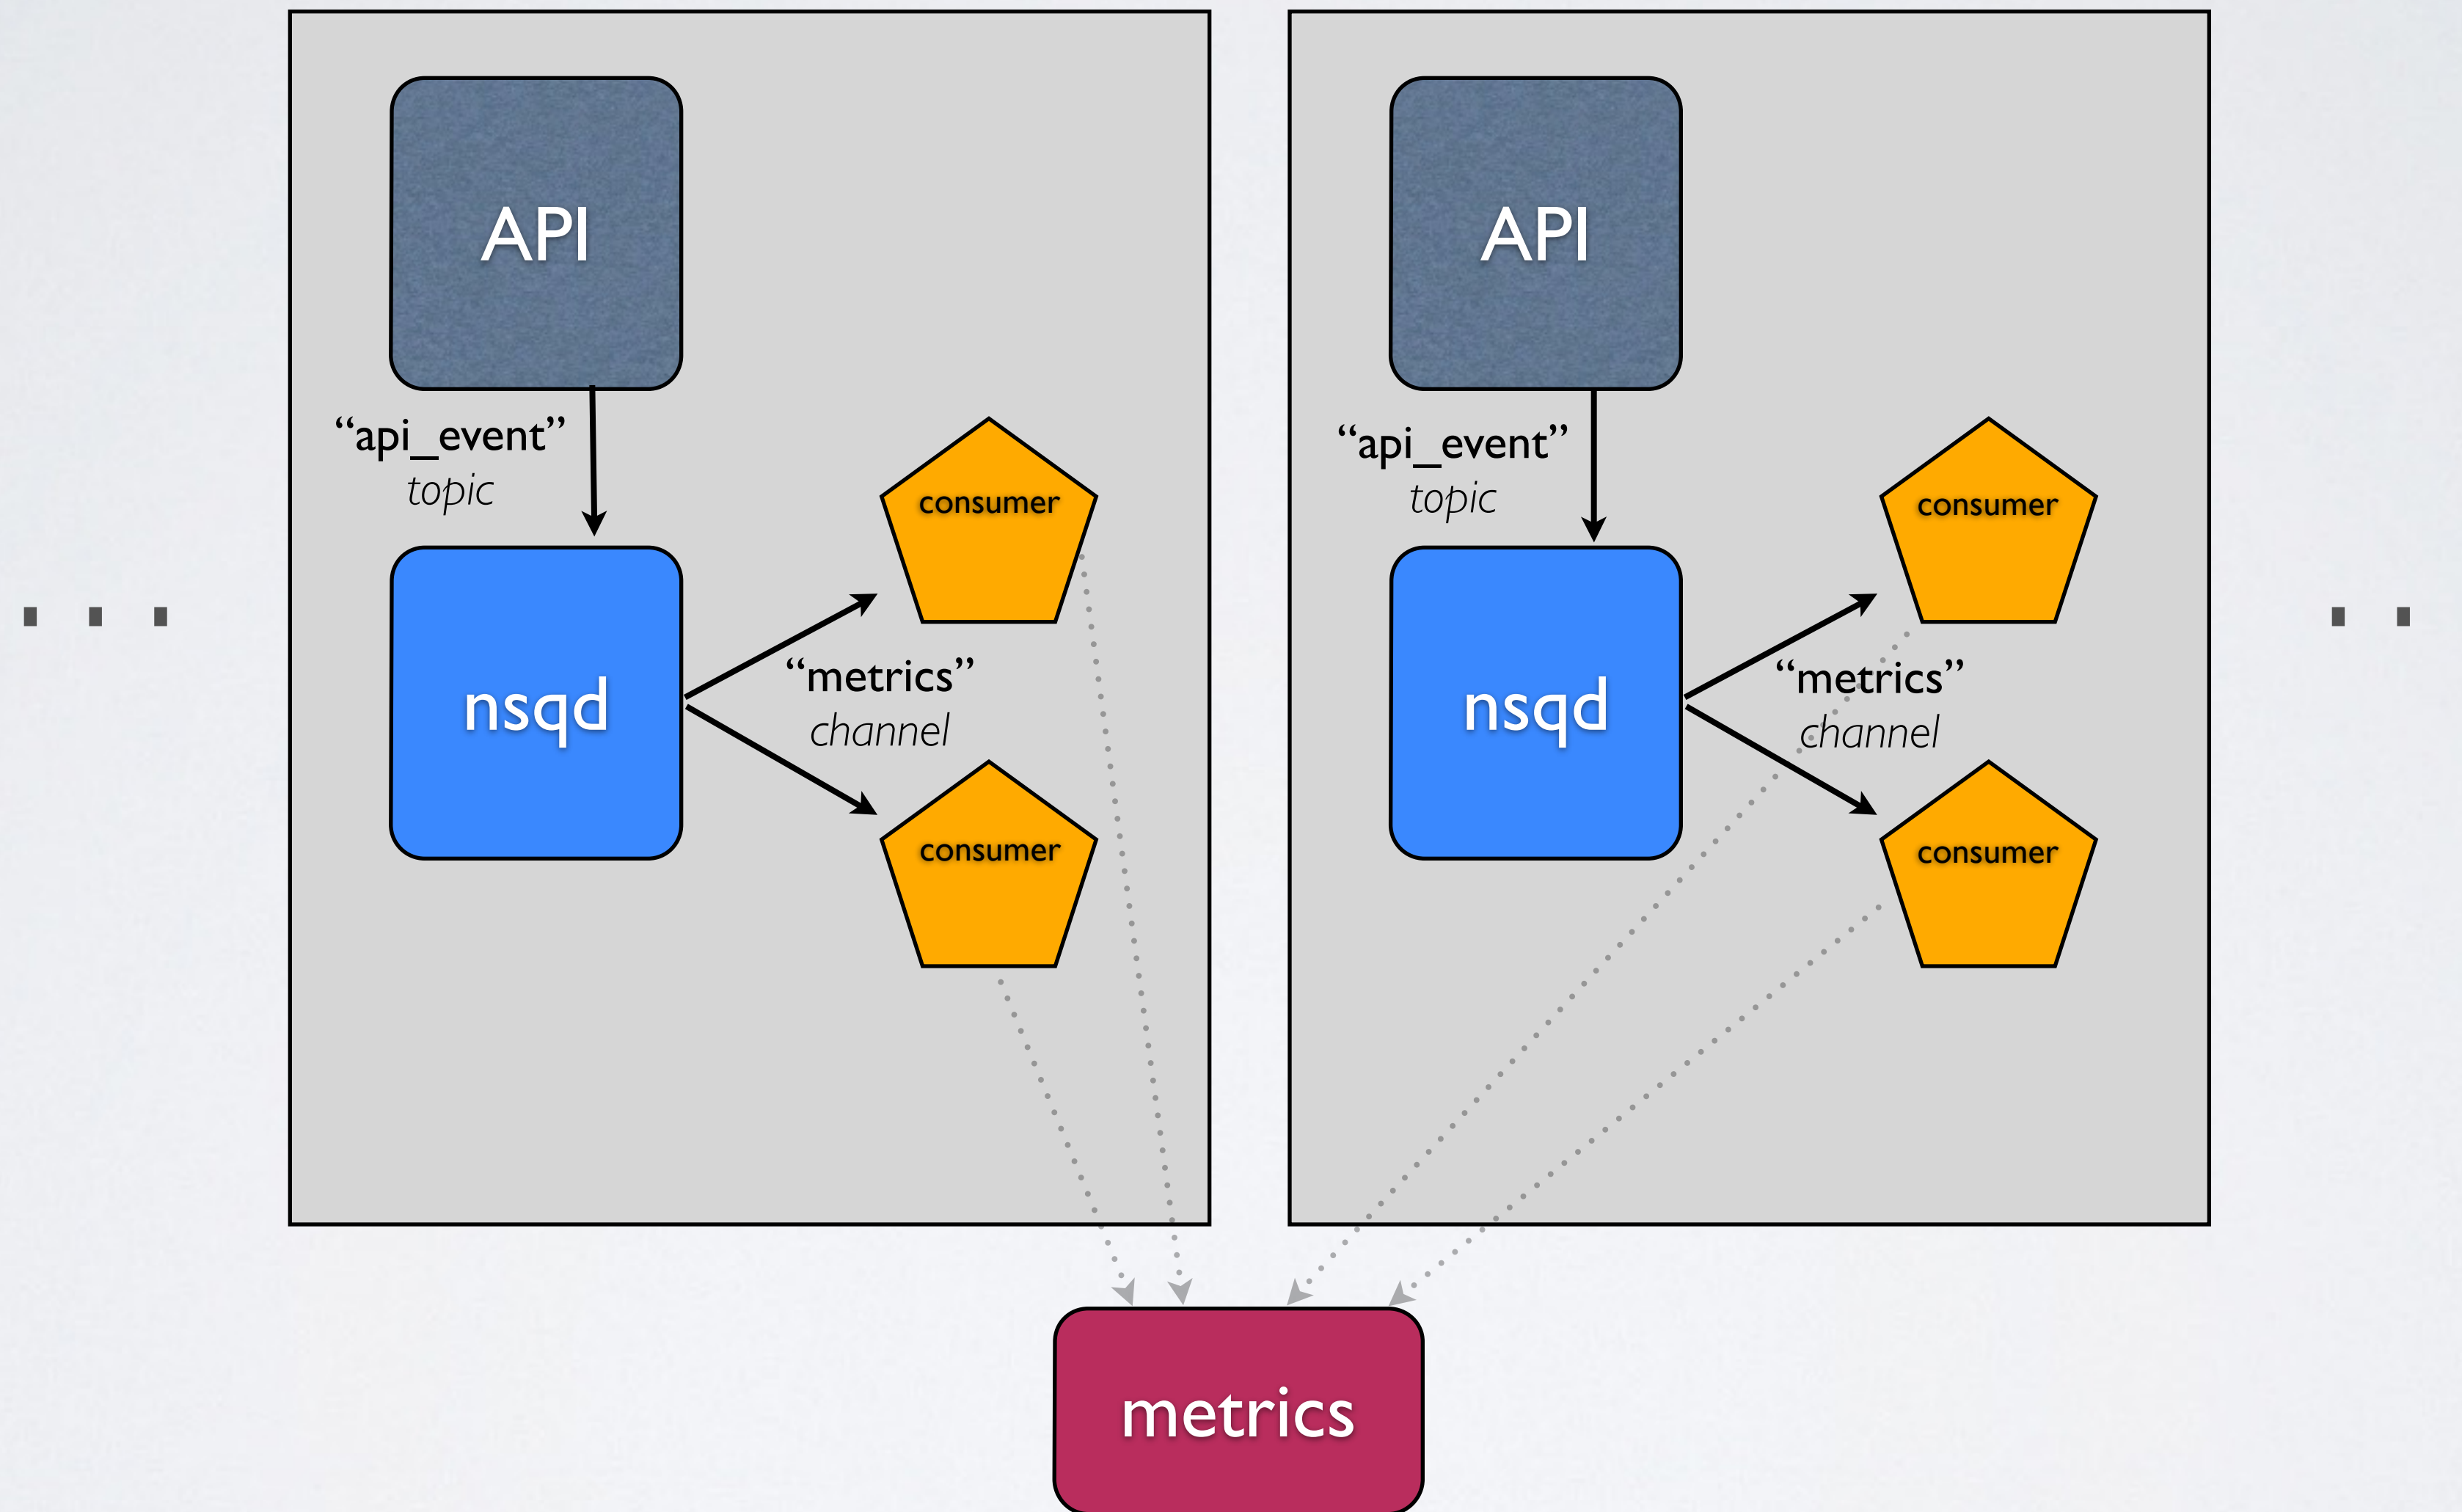 API
“api_event”
topic
consumer
nsqd
“metrics”
channel
consumer
API
“api_event”
topic
consumer
nsqd
“metrics”
channel
consumer
metrics